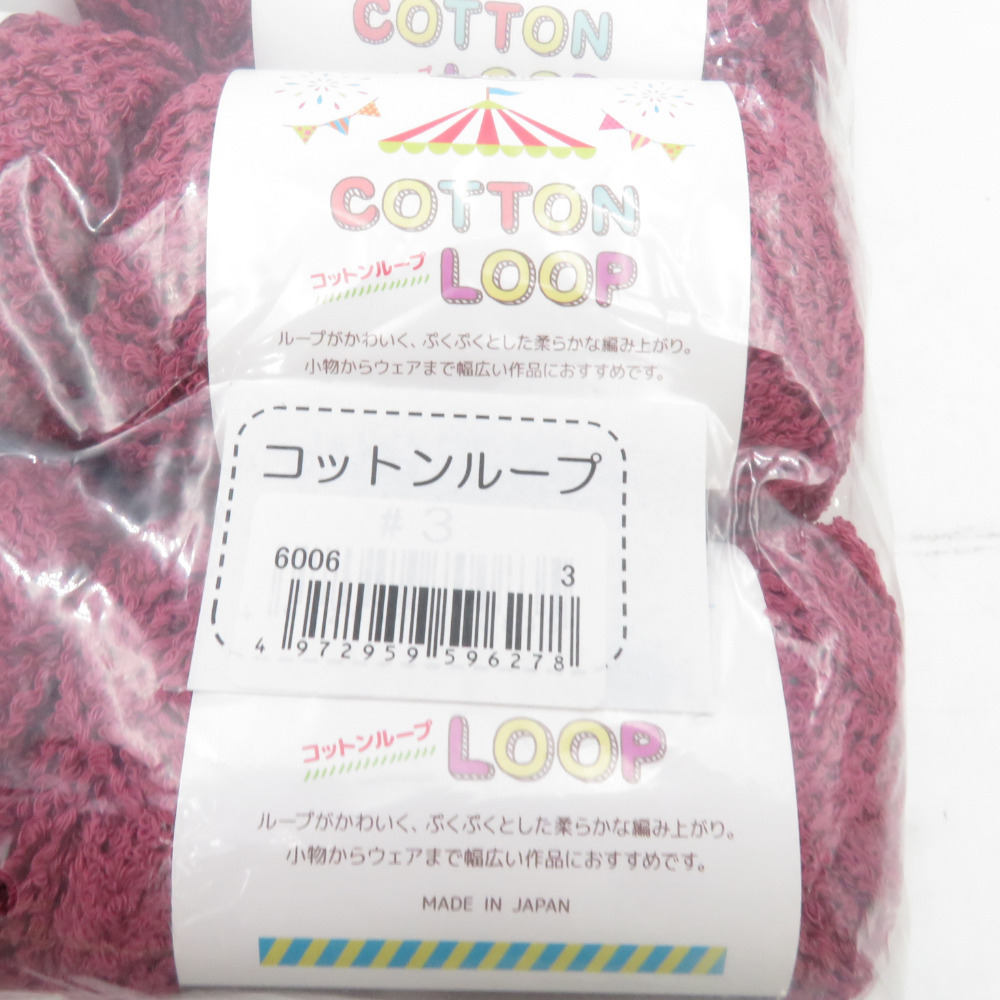 COTTON
LOOP
COTTON
コットンループ LOOP
ループがかわいく、ぷくぷくとした柔らかな編み上がり。
小物からウェアまで幅広い作品におすすめです。
コットンループ
#3
6006 3
4 972959 596278
コットンループ LOOP
ループがかわいく、ぷくぷくとした柔らかな編み上がり。
小物からウェアまで幅広い作品におすすめです。
MADE IN JAPAN